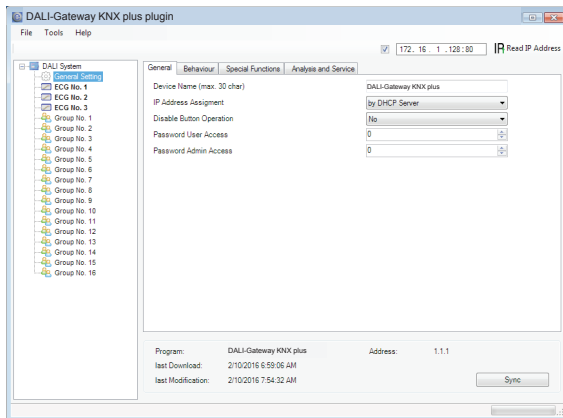 DALI-Gateway KNX plus plugin
File Tools Help
172. 16 . 1 .128:80 Read IP Address
DALI System
General Setting
ECG No. 1
ECG No. 2
ECG No. 3
Group No. 1
Group No. 2
Group No. 3
Group No. 4
Group No. 5
Group No. 6
Group No. 7
Group No. 8
Group No. 9
Group No. 10
Group No. 11
Group No. 12
Group No. 13
Group No. 14
Group No. 15
Group No. 16
General Behaviour Special Functions Analysis and Service
Device Name (max. 30 char) DALI-Gateway KNX plus
IP Address Assigment by DHCP Server
Disable Button Operation No
Password User Access 0
Password Admin Access 0
Program: DALI-Gateway KNX plus Address: 1.1.1
last Download: 2/10/2016 6:59:06 AM
last Modification: 2/10/2016 7:54:32 AM Sync